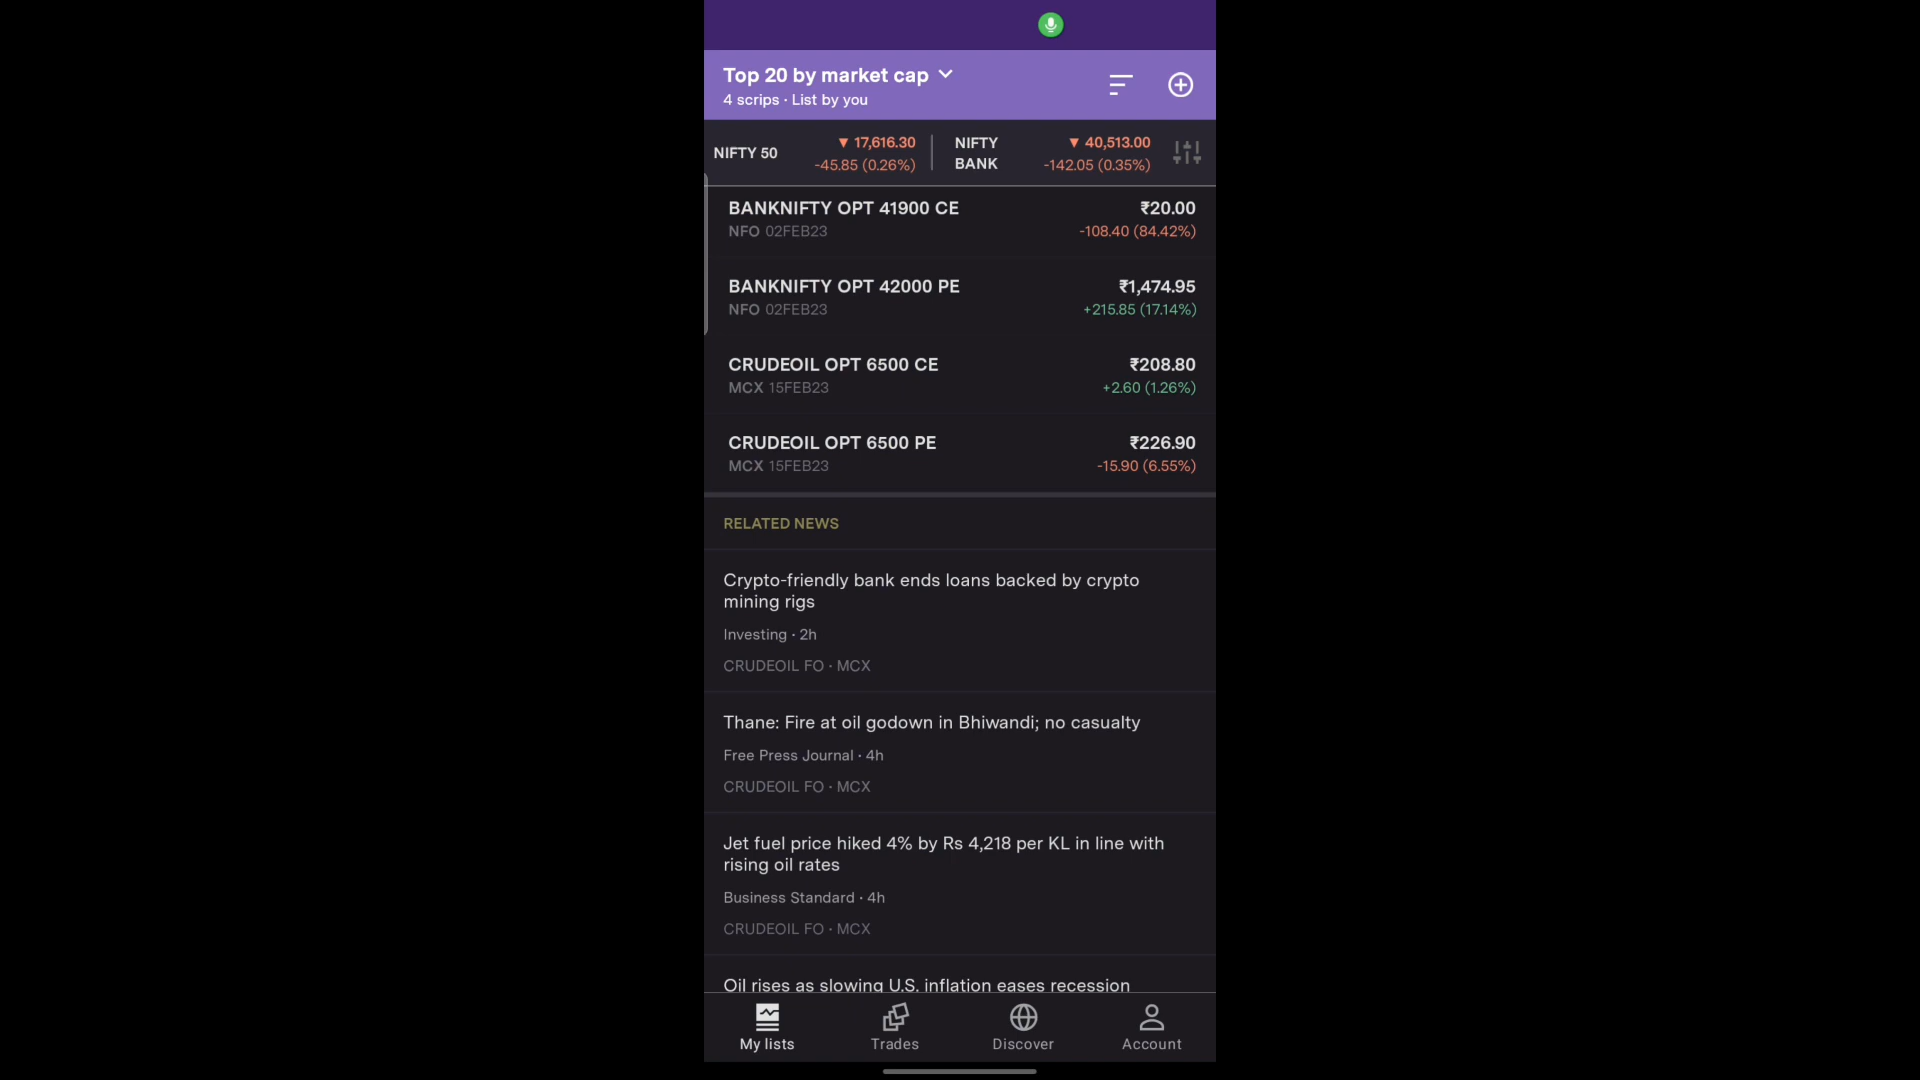 Top 20 by market cap
4 scrips · List by you
NIFTY 50
▼ 17,616.30
-45.85 (0.26%)
NIFTY
BANK
▼ 40,513.00
-142.05 (0.35%)
BANKNIFTY OPT 41900 CE
₹20.00
NFO 02FEB23
-108.40 (84.42%)
BANKNIFTY OPT 42000 PE
₹1,474.95
NFO 02FEB23
+215.85 (17.14%)
CRUDEOIL OPT 6500 CE
₹208.80
MCX 15FEB23
+2.60 (1.26%)
CRUDEOIL OPT 6500 PE
₹226.90
MCX 15FEB23
-15.90 (6.55%)
RELATED NEWS
Crypto-friendly bank ends loans backed by crypto
mining rigs
Investing · 2h
CRUDEOIL FO · MCX
Thane: Fire at oil godown in Bhiwandi; no casualty
Free Press Journal · 4h
CRUDEOIL FO · MCX
Jet fuel price hiked 4% by Rs 4,218 per KL in line with
rising oil rates
Business Standard · 4h
CRUDEOIL FO · MCX
Oil rises as slowing U.S. inflation eases recession
My lists
Trades
Discover
Account